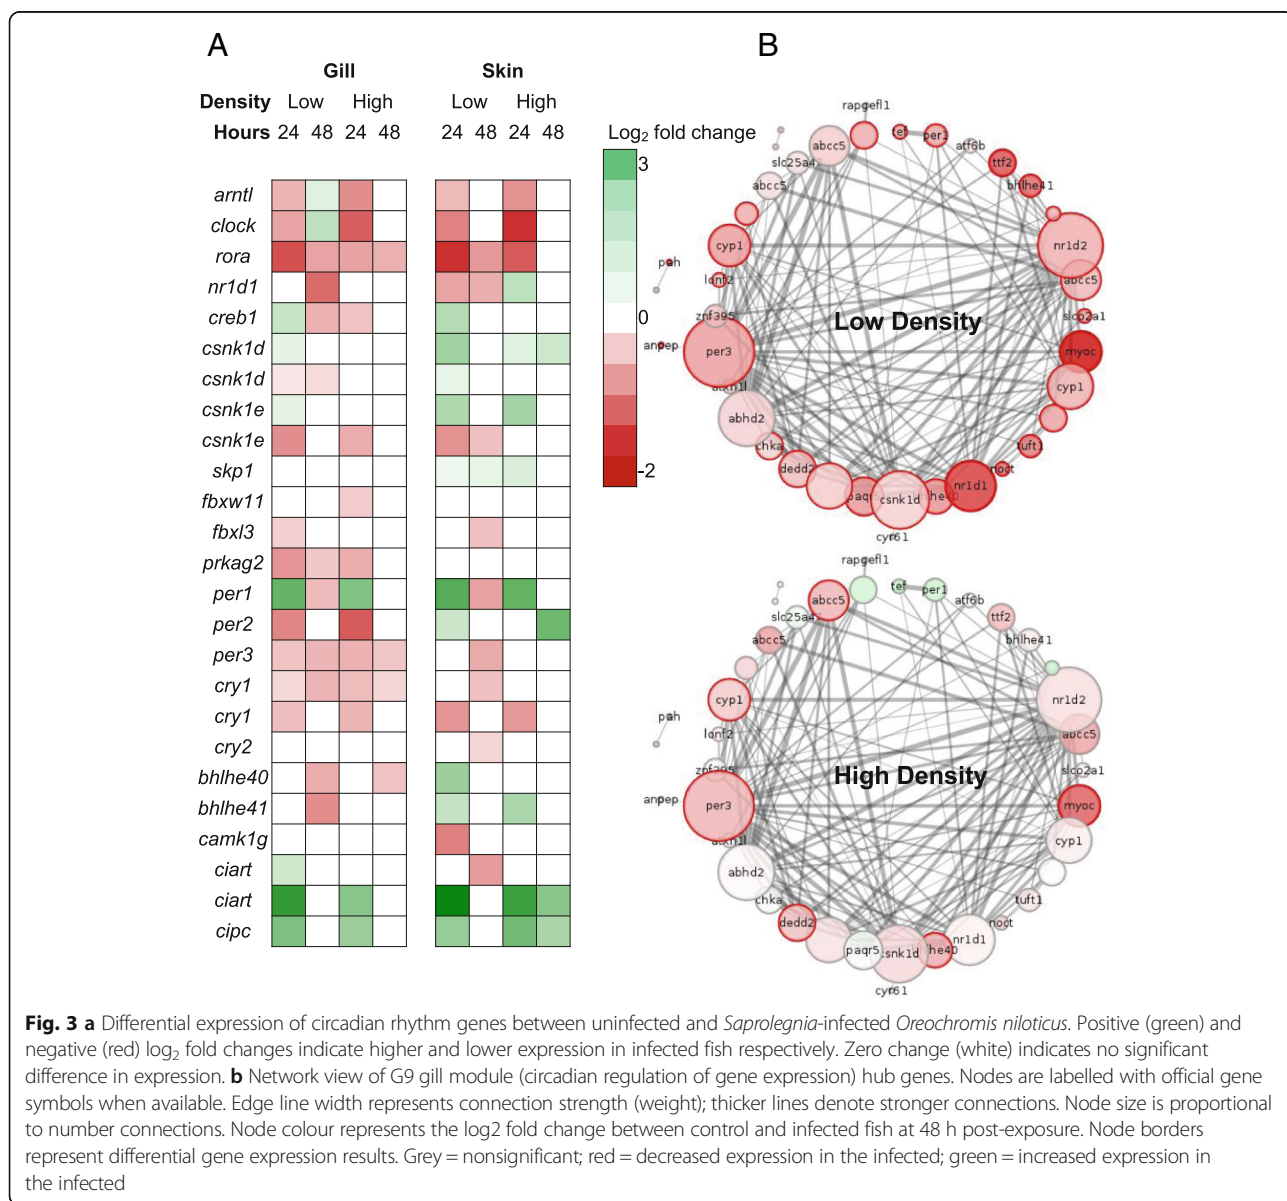 A
B
Gill
Skin
Density Low High
Low High
Hours 24 48 24 48
24 48 24 48
Log2 fold change
3
0
-2
arntl
clock
rora
nr1d1
creb1
csnk1d
csnk1d
csnk1e
csnk1e
skp1
fbxw11
fbxl3
prkag2
per1
per2
per3
cry1
cry1
cry2
bhlhe40
bhlhe41
camk1g
ciart
ciart
cipc
rapgefl1
tef
per1
atf6b
abcc5
slc25a47
ttf2
abcc5
bhlhe41
cyp1
nr1d2
pah
lonf2
abcc5
znf395
slco2a1
Low Density
anpep
per3
myoc
cyp1
abhd2
chka
tuft1
dedd2
noct
nr1d1
csnk1d
cyr61
rapgefl1
tef
per1
atf6b
abcc5
slc25a47
ttf2
abcc5
bhlhe41
cyp1
nr1d2
pah
lonf2
abcc5
znf395
slco2a1
High Density
anpep
per3
myoc
cyp1
abhd2
chka
tuft1
dedd2
noct
nr1d1
paqr5
csnk1d
cyr61
Fig. 3 a Differential expression of circadian rhythm genes between uninfected and Saprolegnia-infected Oreochromis niloticus. Positive (green) and
negative (red) log2 fold changes indicate higher and lower expression in infected fish respectively. Zero change (white) indicates no significant
difference in expression. b Network view of G9 gill module (circadian regulation of gene expression) hub genes. Nodes are labelled with official gene
symbols when available. Edge line width represents connection strength (weight); thicker lines denote stronger connections. Node size is proportional
to number connections. Node colour represents the log2 fold change between control and infected fish at 48 h post-exposure. Node borders
represent differential gene expression results. Grey = nonsignificant; red = decreased expression in the infected; green = increased expression in
the infected